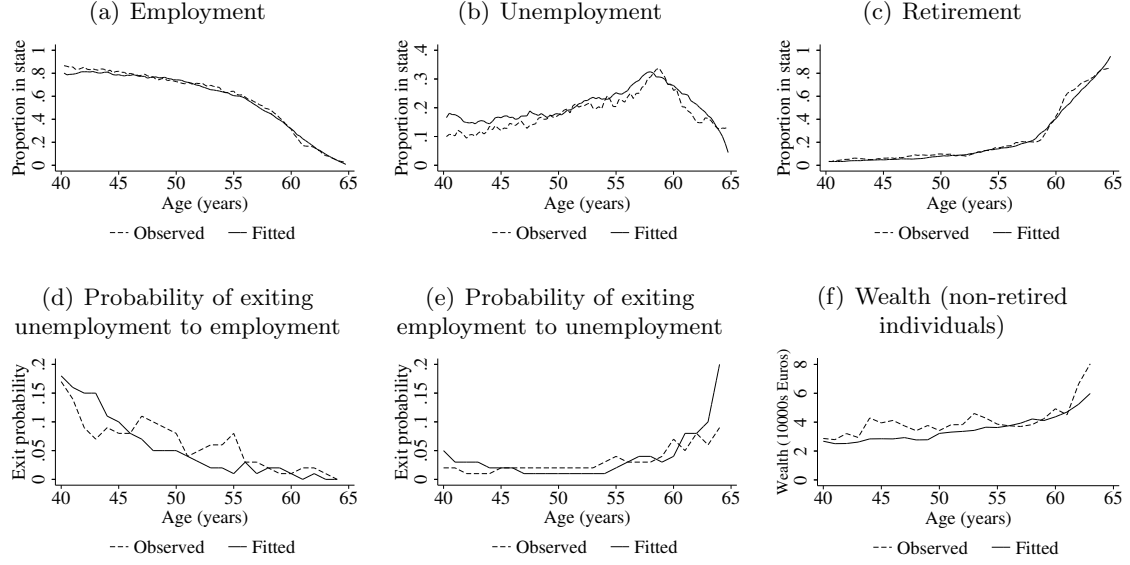 (a) Employment
Proportion in state
0 .2 .4 .6 .8 1
40 45 50 55 60 65
Age (years)
Observed Fitted
(b) Unemployment
Proportion in state
0 .1 .2 .3 .4
40 45 50 55 60 65
Age (years)
Observed Fitted
(c) Retirement
Proportion in state
0 .2 .4 .6 .8 1
40 45 50 55 60 65
Age (years)
Observed Fitted
(d) Probability of exiting
unemployment to employment
Exit probability
0 .05 .1 .15 .2
40 45 50 55 60 65
Age (years)
Observed Fitted
(e) Probability of exiting
employment to unemployment
Exit probability
0 .05 .1 .15 .2
40 45 50 55 60 65
Age (years)
Observed Fitted
(f) Wealth (non-retired
individuals)
Wealth (10000s Euros)
0 2 4 6 8
40 45 50 55 60 65
Age (years)
Observed Fitted